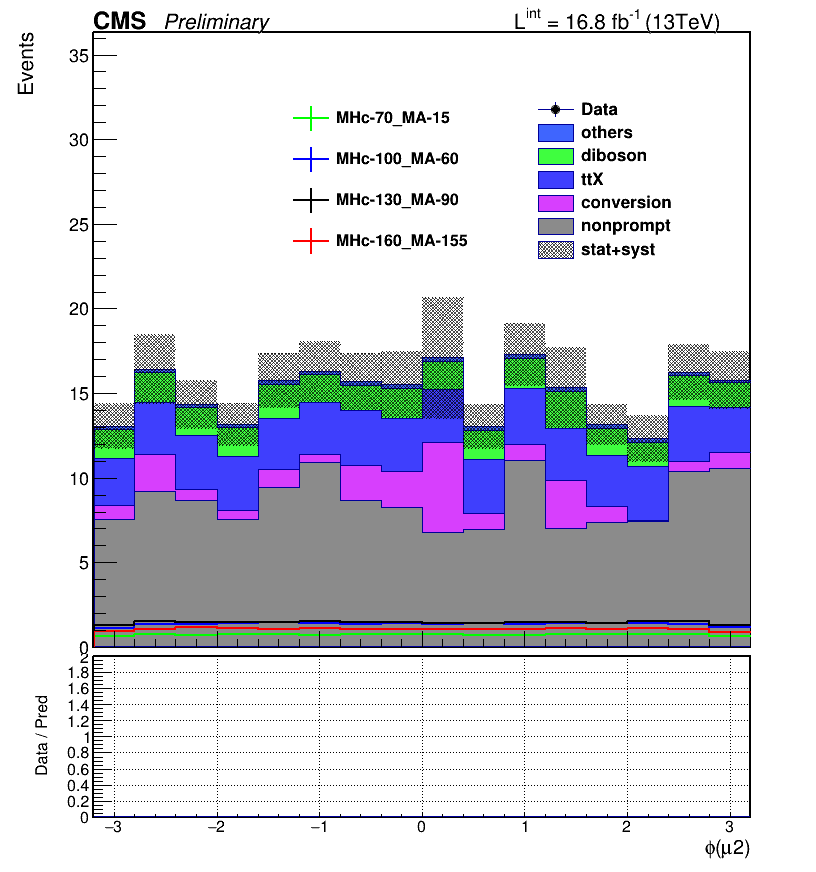 CMS Preliminary L^int = 16.8 fb^-1 (13TeV)
Events
35
30
25
20
15
10
5
0
MHc-70_MA-15
MHc-100_MA-60
MHc-130_MA-90
MHc-160_MA-155
Data
others
diboson
ttX
conversion
nonprompt
stat+syst
Data / Pred
2
1.8
1.6
1.4
1.2
1
0.8
0.6
0.4
0.2
0
−3 −2 −1 0 1 2 3
ϕ(μ2)